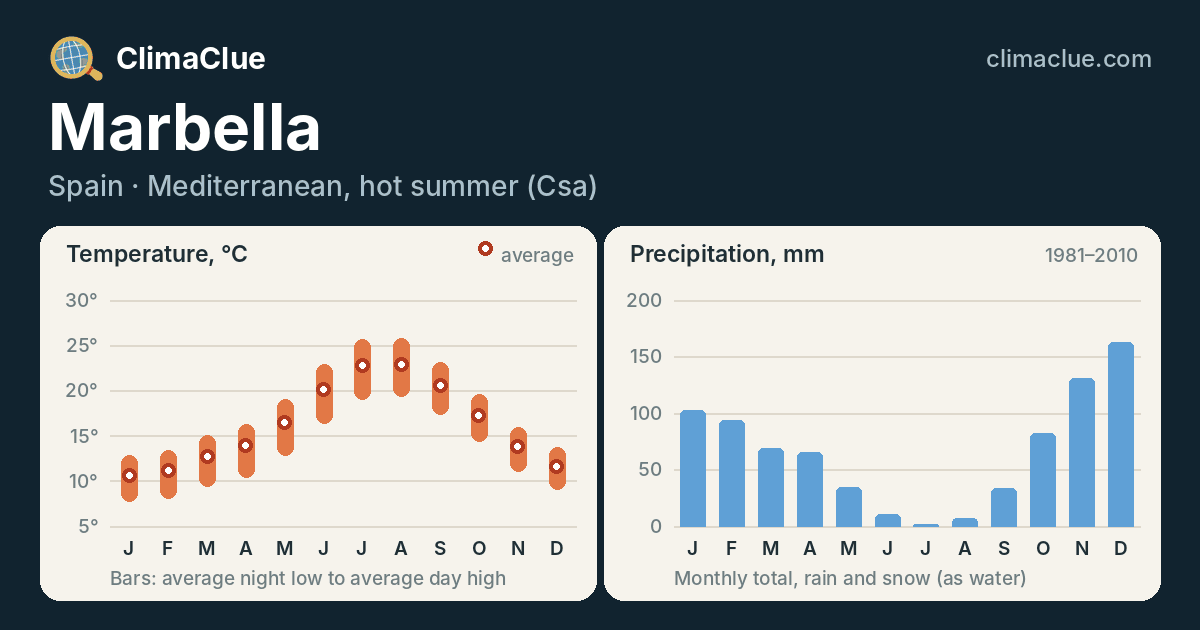 ClimaClue
climaclue.com
Marbella
Spain · Mediterranean, hot summer (Csa)
Temperature, °C
average
30°
25°
20°
15°
10°
5°
J F M A M J J A S O N D
Bars: average night low to average day high
Precipitation, mm
1981–2010
200
150
100
50
0
J F M A M J J A S O N D
Monthly total, rain and snow (as water)